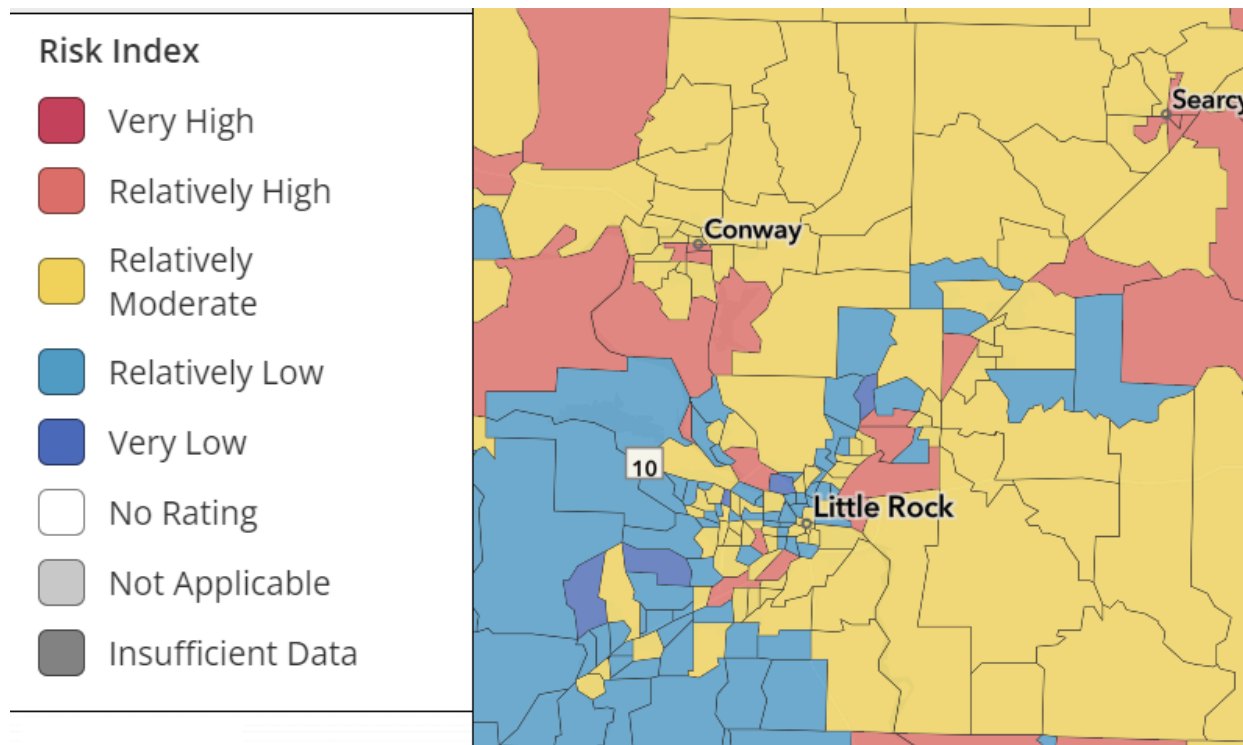 Risk Index
Very High
Relatively High
Relatively
Moderate
Relatively Low
Very Low
No Rating
Not Applicable
Insufficient Data
Searcy
Conway
10
Little Rock